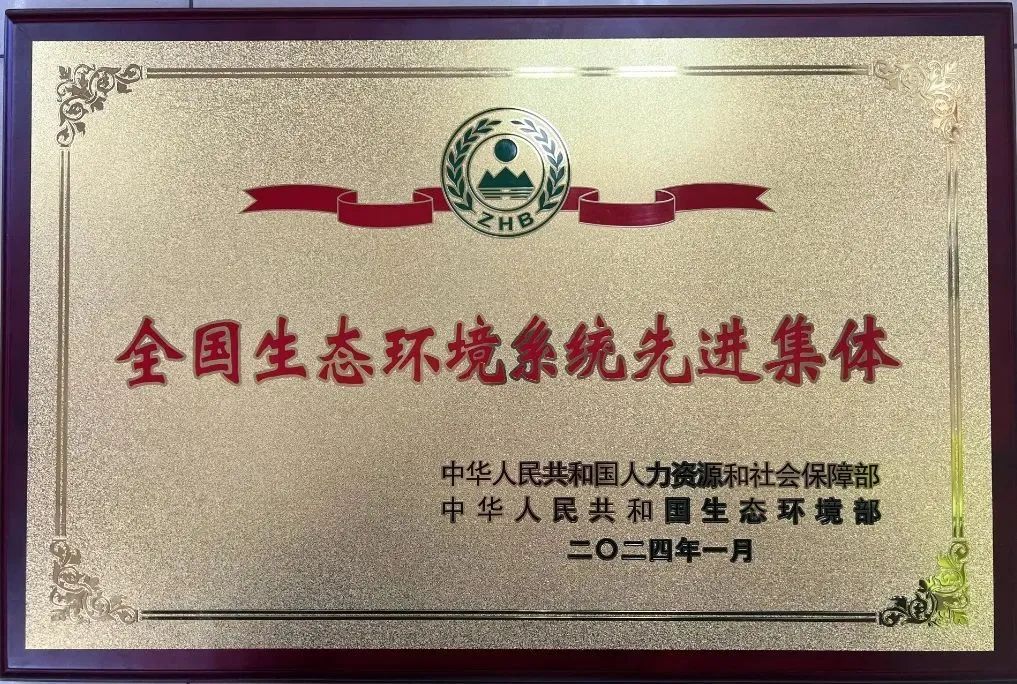 ZHB
全国生态环境系统先进集体
中华人民共和国人力资源和社会保障部
中华人民共和国生态环境部
二〇二四年一月